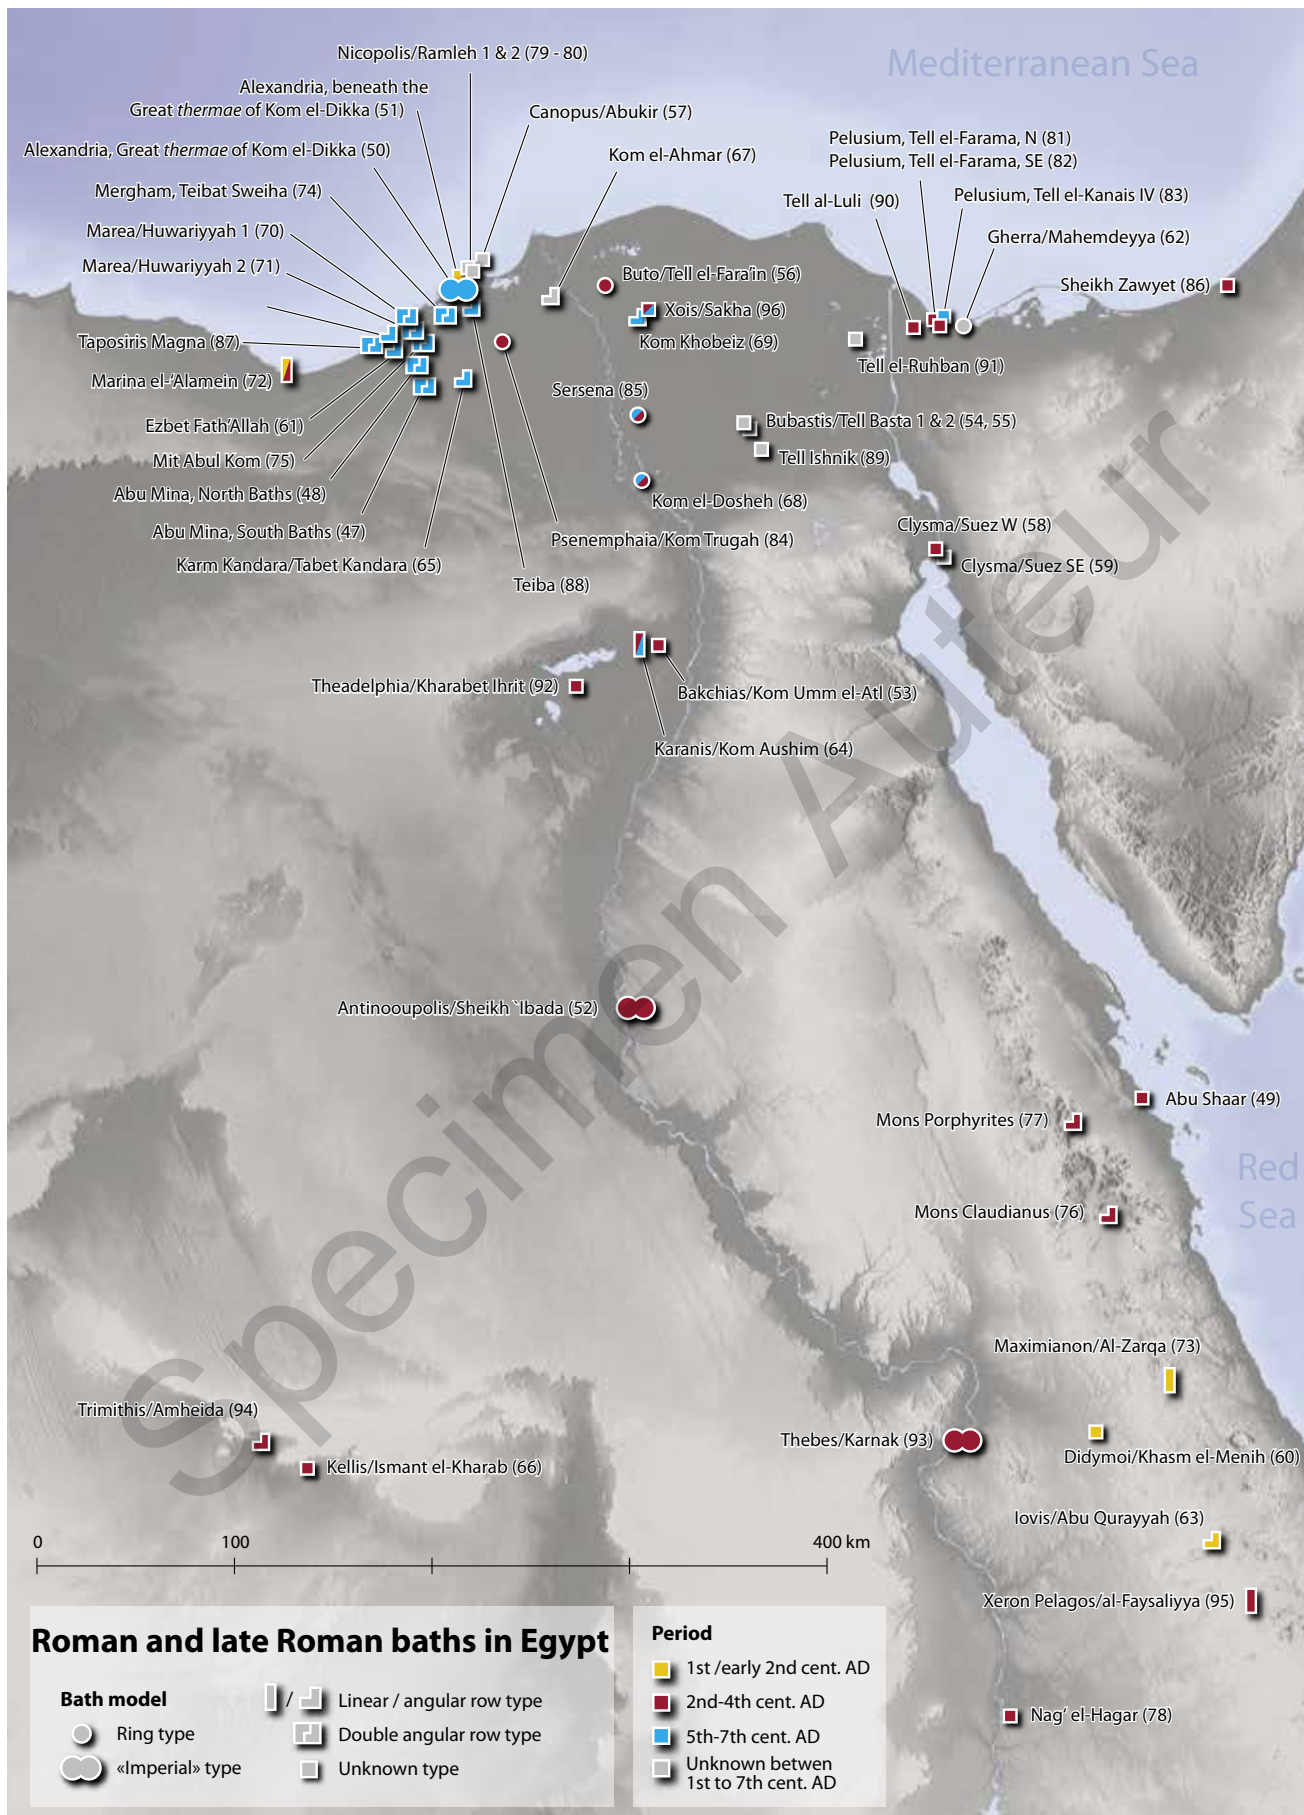 Mediterranean Sea
Nicopolis/Ramleh 1 & 2 (79 - 80)
Alexandria, beneath the
Great thermae of Kom el-Dikka (51)
Canopus/Abukir (57)
Alexandria, Great thermae of Kom el-Dikka (50)
Kom el-Ahmar (67)
Pelusium, Tell el-Farama, N (81)
Pelusium, Tell el-Farama, SE (82)
Mergham, Teibat Sweiha (74)
Tell al-Luli (90)
Pelusium, Tell el-Kanais IV (83)
Marea/Huwariyyah 1 (70)
Gherra/Mahemdeyya (62)
Marea/Huwariyyah 2 (71)
Buto/Tell el-Fara'in (56)
Sheikh Zawyet (86)
Xois/Sakha (96)
Taposiris Magna (87)
Kom Khobeiz (69)
Tell el-Ruhban (91)
Marina el-'Alamein (72)
Sersena (85)
Ezbet Fath'Allah (61)
Bubastis/Tell Basta 1 & 2 (54, 55)
Mit Abul Kom (75)
Tell Ishnik (89)
Abu Mina, North Baths (48)
Kom el-Dosheh (68)
Abu Mina, South Baths (47)
Clysma/Suez W (58)
Psenemphaia/Kom Trugah (84)
Karm Kandara/Tabet Kandara (65)
Clysma/Suez SE (59)
Teiba (88)
Theadelphia/Kharabet Ihrit (92)
Bakchias/Kom Umm el-Atl (53)
Karanis/Kom Aushim (64)
Specimen Auteur
Antinooupolis/Sheikh `Ibada (52)
Abu Shaar (49)
Mons Porphyrites (77)
Red
Sea
Mons Claudianus (76)
Maximianon/Al-Zarqa (73)
Trimithis/Amheida (94)
Thebes/Karnak (93)
Didymoi/Khasm el-Menih (60)
Kellis/Ismant el-Kharab (66)
Iovis/Abu Qurayyah (63)
0 100 400 km
Xeron Pelagos/al-Faysaliyya (95)
Nag' el-Hagar (78)
Roman and late Roman baths in Egypt
Bath model
Ring type
«Imperial» type
/ Linear / angular row type
Double angular row type
Unknown type
Period
1st /early 2nd cent. AD
2nd-4th cent. AD
5th-7th cent. AD
Unknown betwen
1st to 7th cent. AD